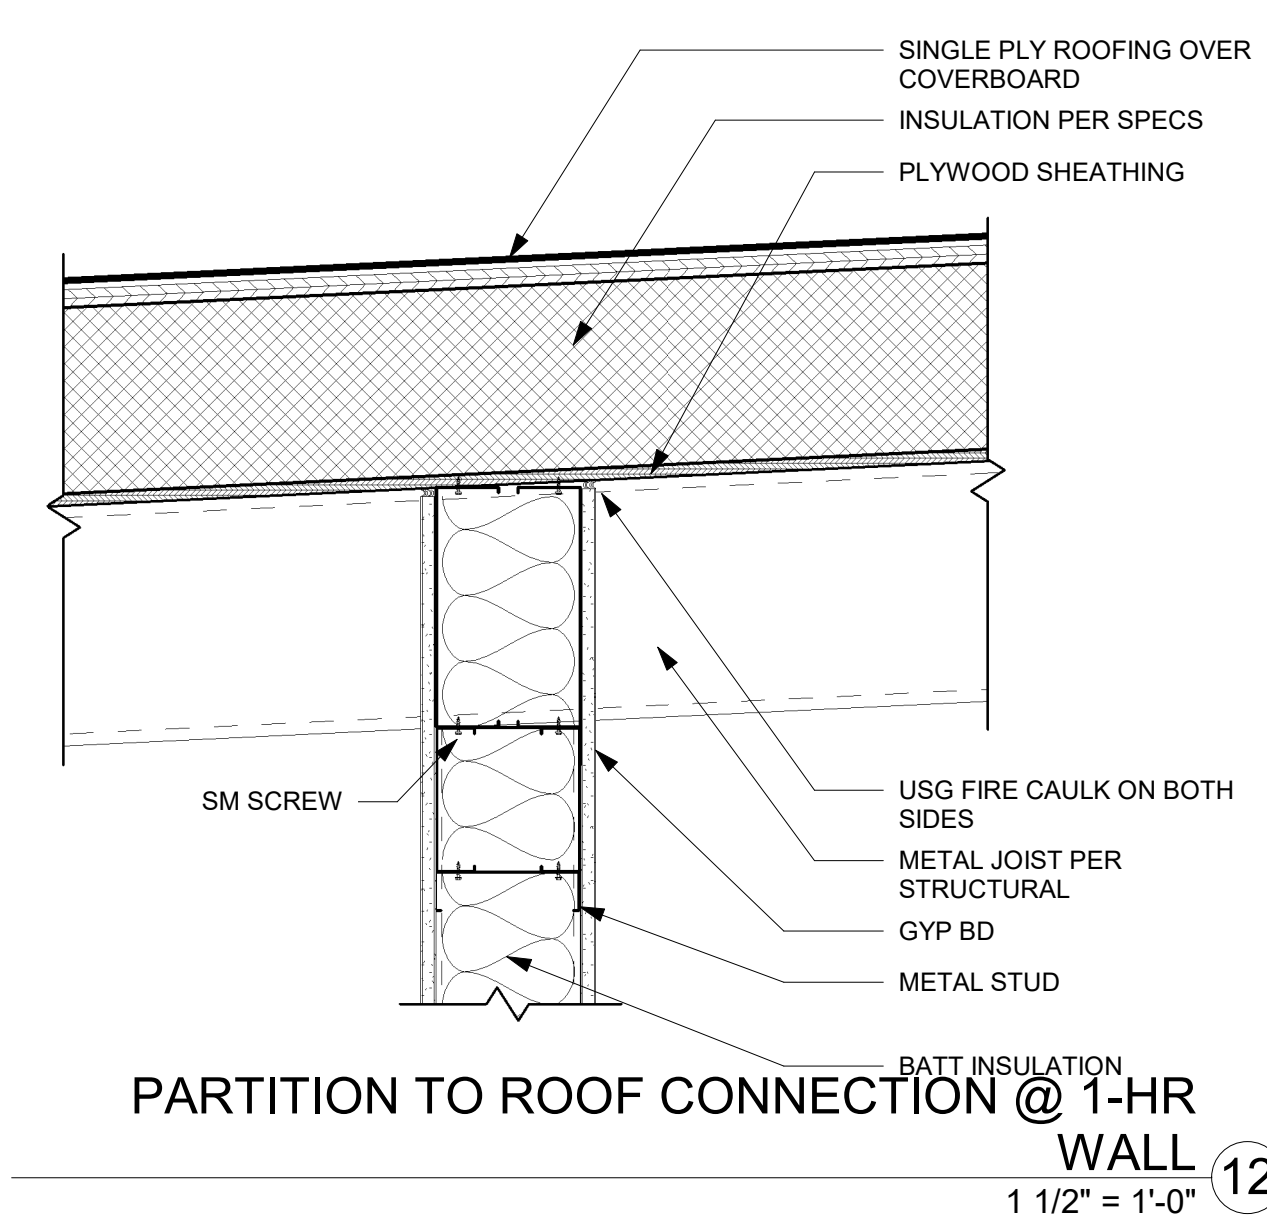 SINGLE PLY ROOFING OVER
COVERBOARD
INSULATION PER SPECS
PLYWOOD SHEATHING
SM SCREW
USG FIRE CAULK ON BOTH
SIDES
METAL JOIST PER
STRUCTURAL
GYP BD
METAL STUD
BATT INSULATION
PARTITION TO ROOF CONNECTION @ 1-HR
WALL
12
1 1/2" = 1'-0"